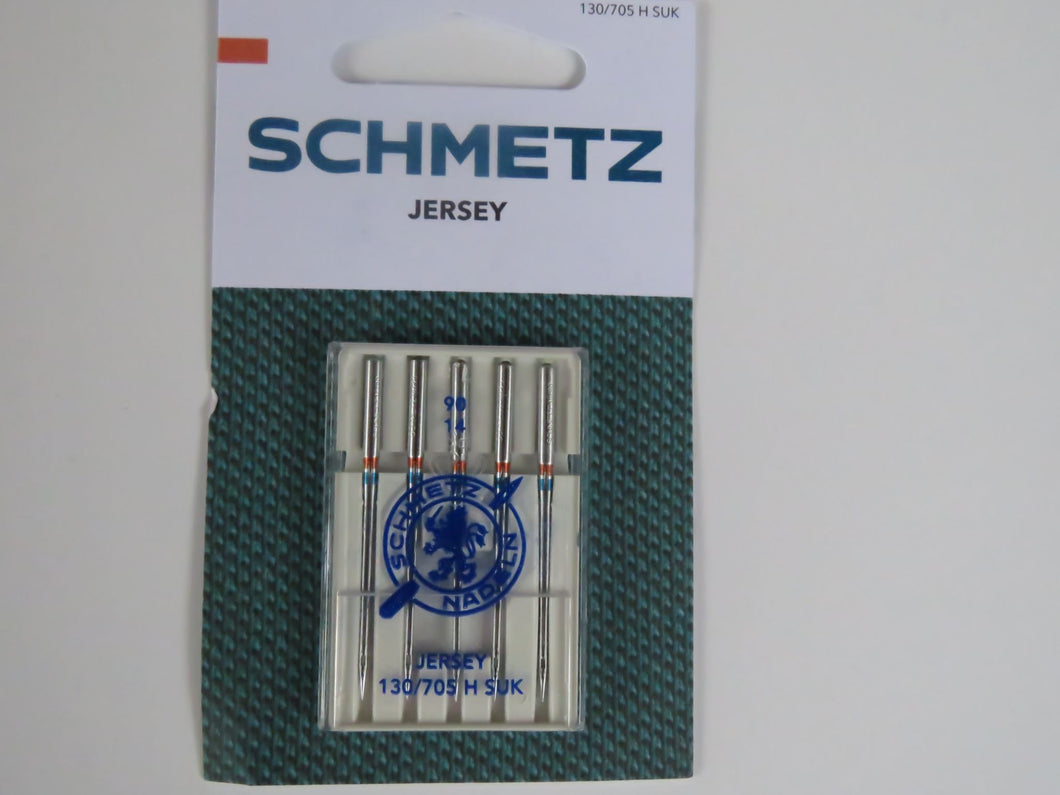 130/705 H SUK
SCHMETZ
JERSEY
90
14
SCHMETZ
NADELN
JERSEY
130/705 H SUK